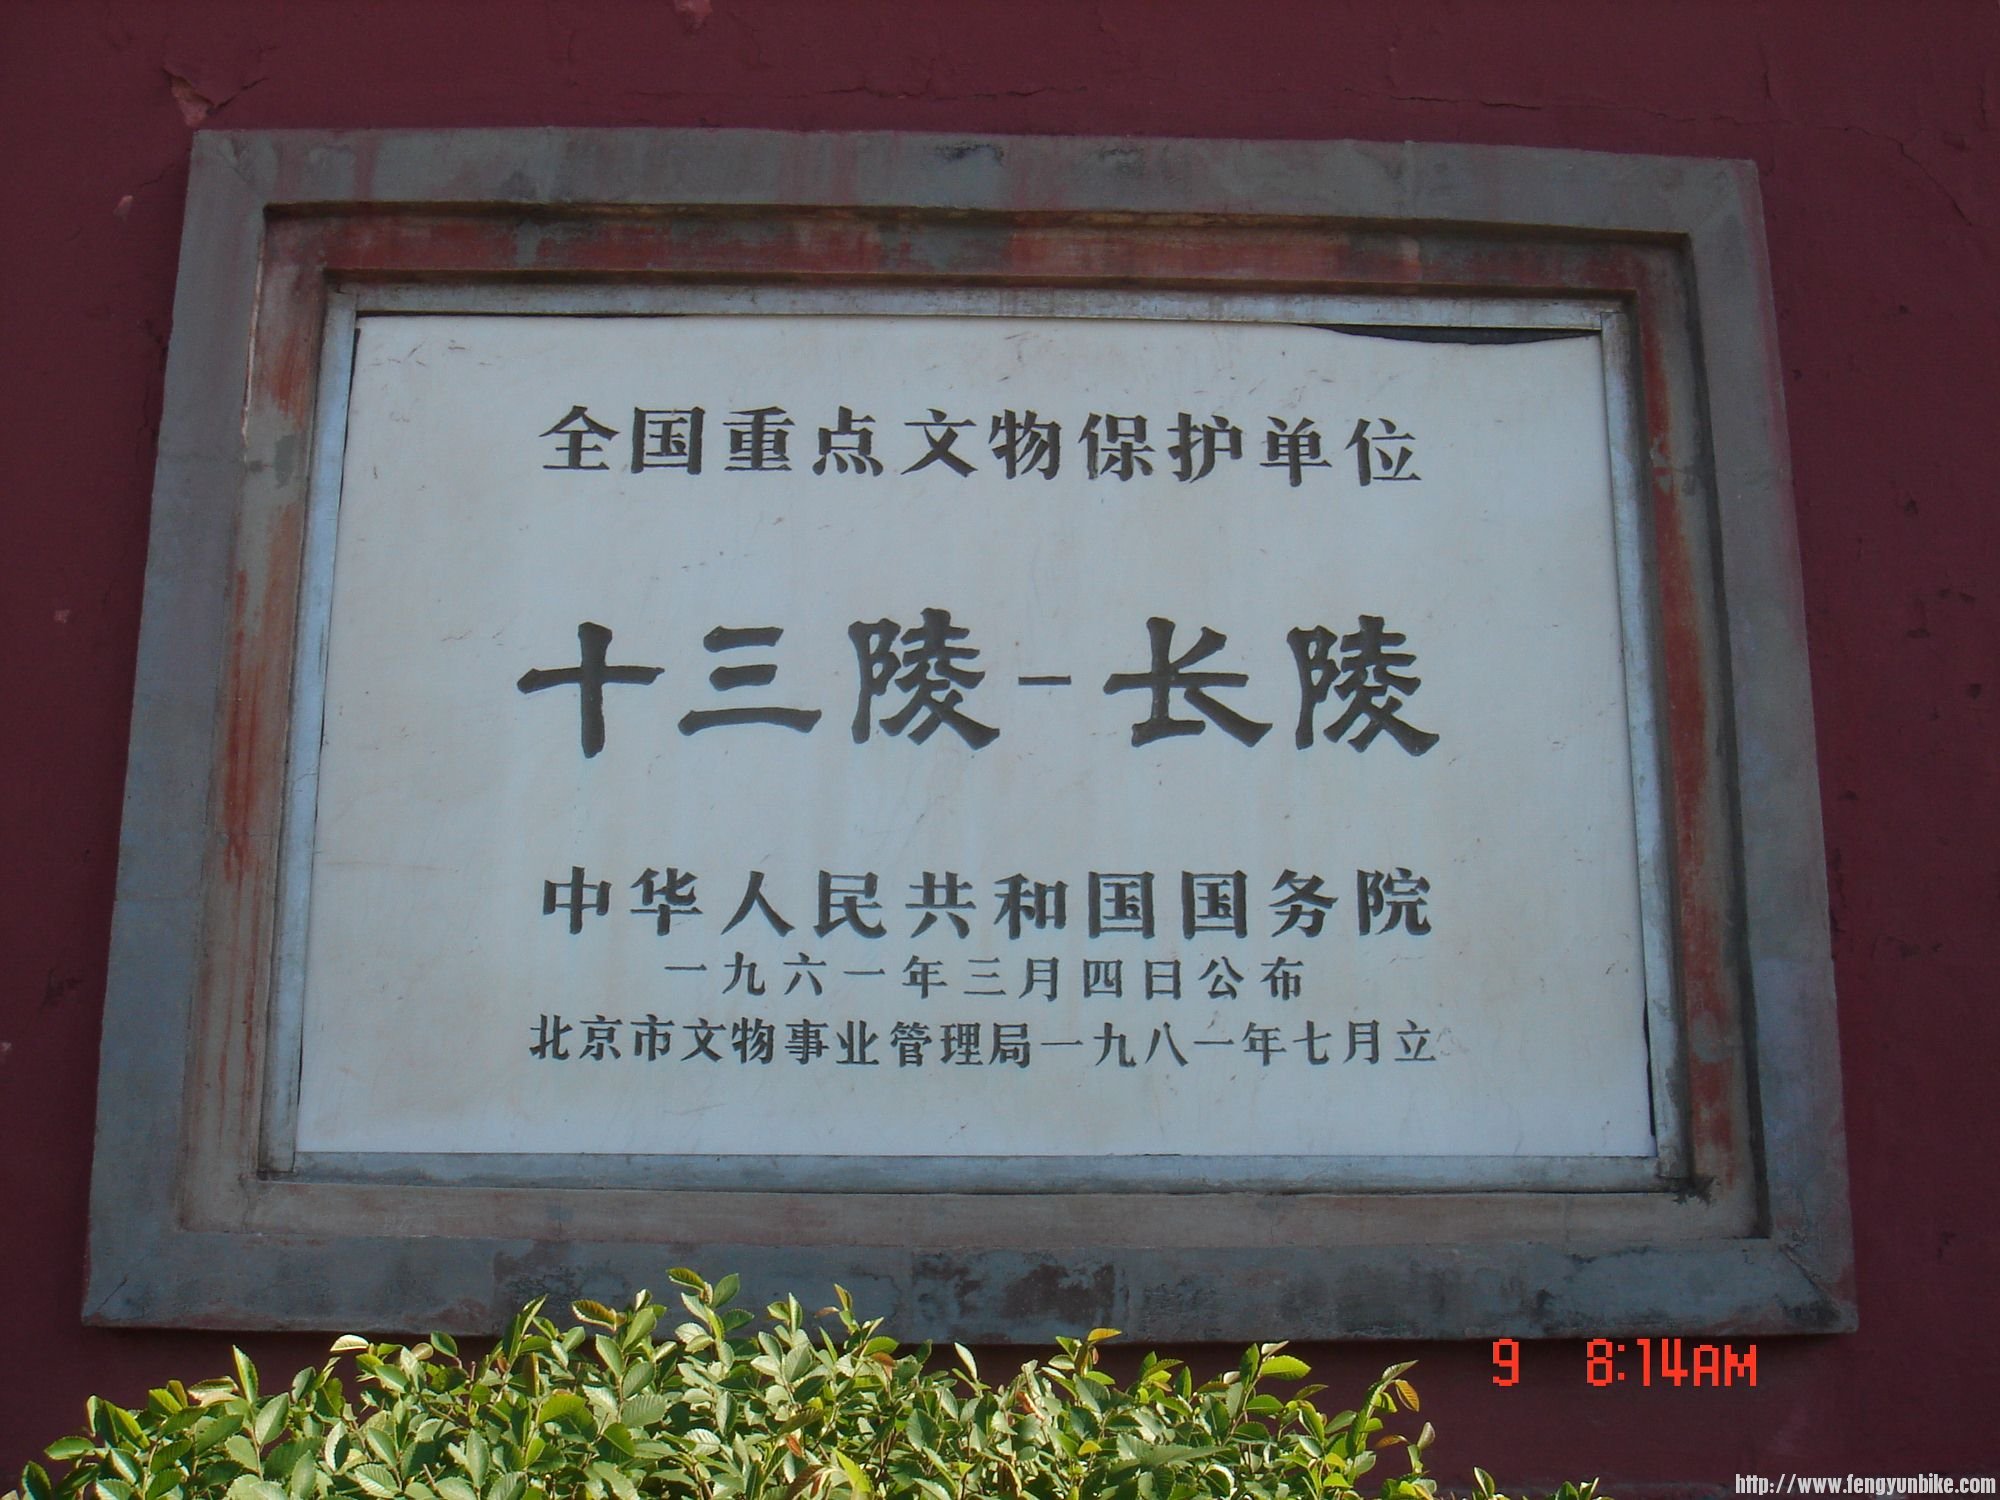 全国重点文物保护单位
十三陵-长陵
中华人民共和国国务院
一九六一年三月四日公布
北京市文物事业管理局一九八一年七月立
9 8:14AM
http://www.fengyunbike.com